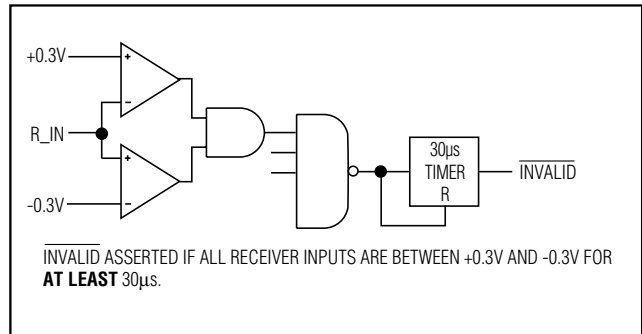 +0.3V
R_IN
-0.3V
30μs
TIMER
R
INVALID
INVALID ASSERTED IF ALL RECEIVER INPUTS ARE BETWEEN +0.3V AND -0.3V FOR
AT LEAST 30μs.